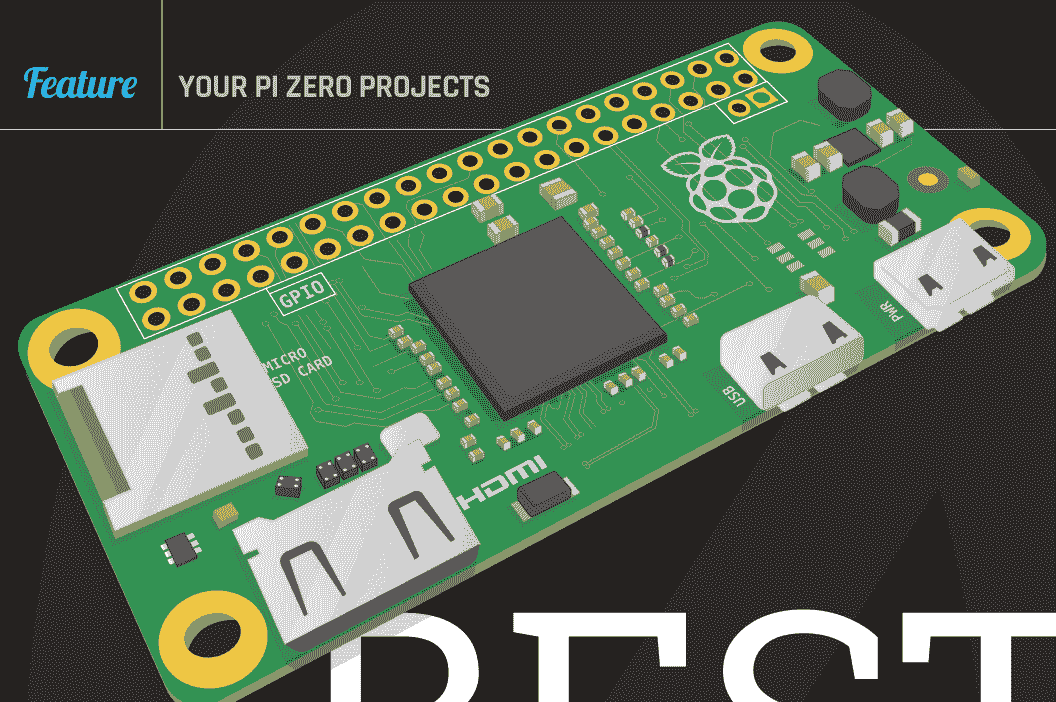 Feature
YOUR PI ZERO PROJECTS
GPIO
MICRO
SD CARD
PWR
USB
HDMI
BEST